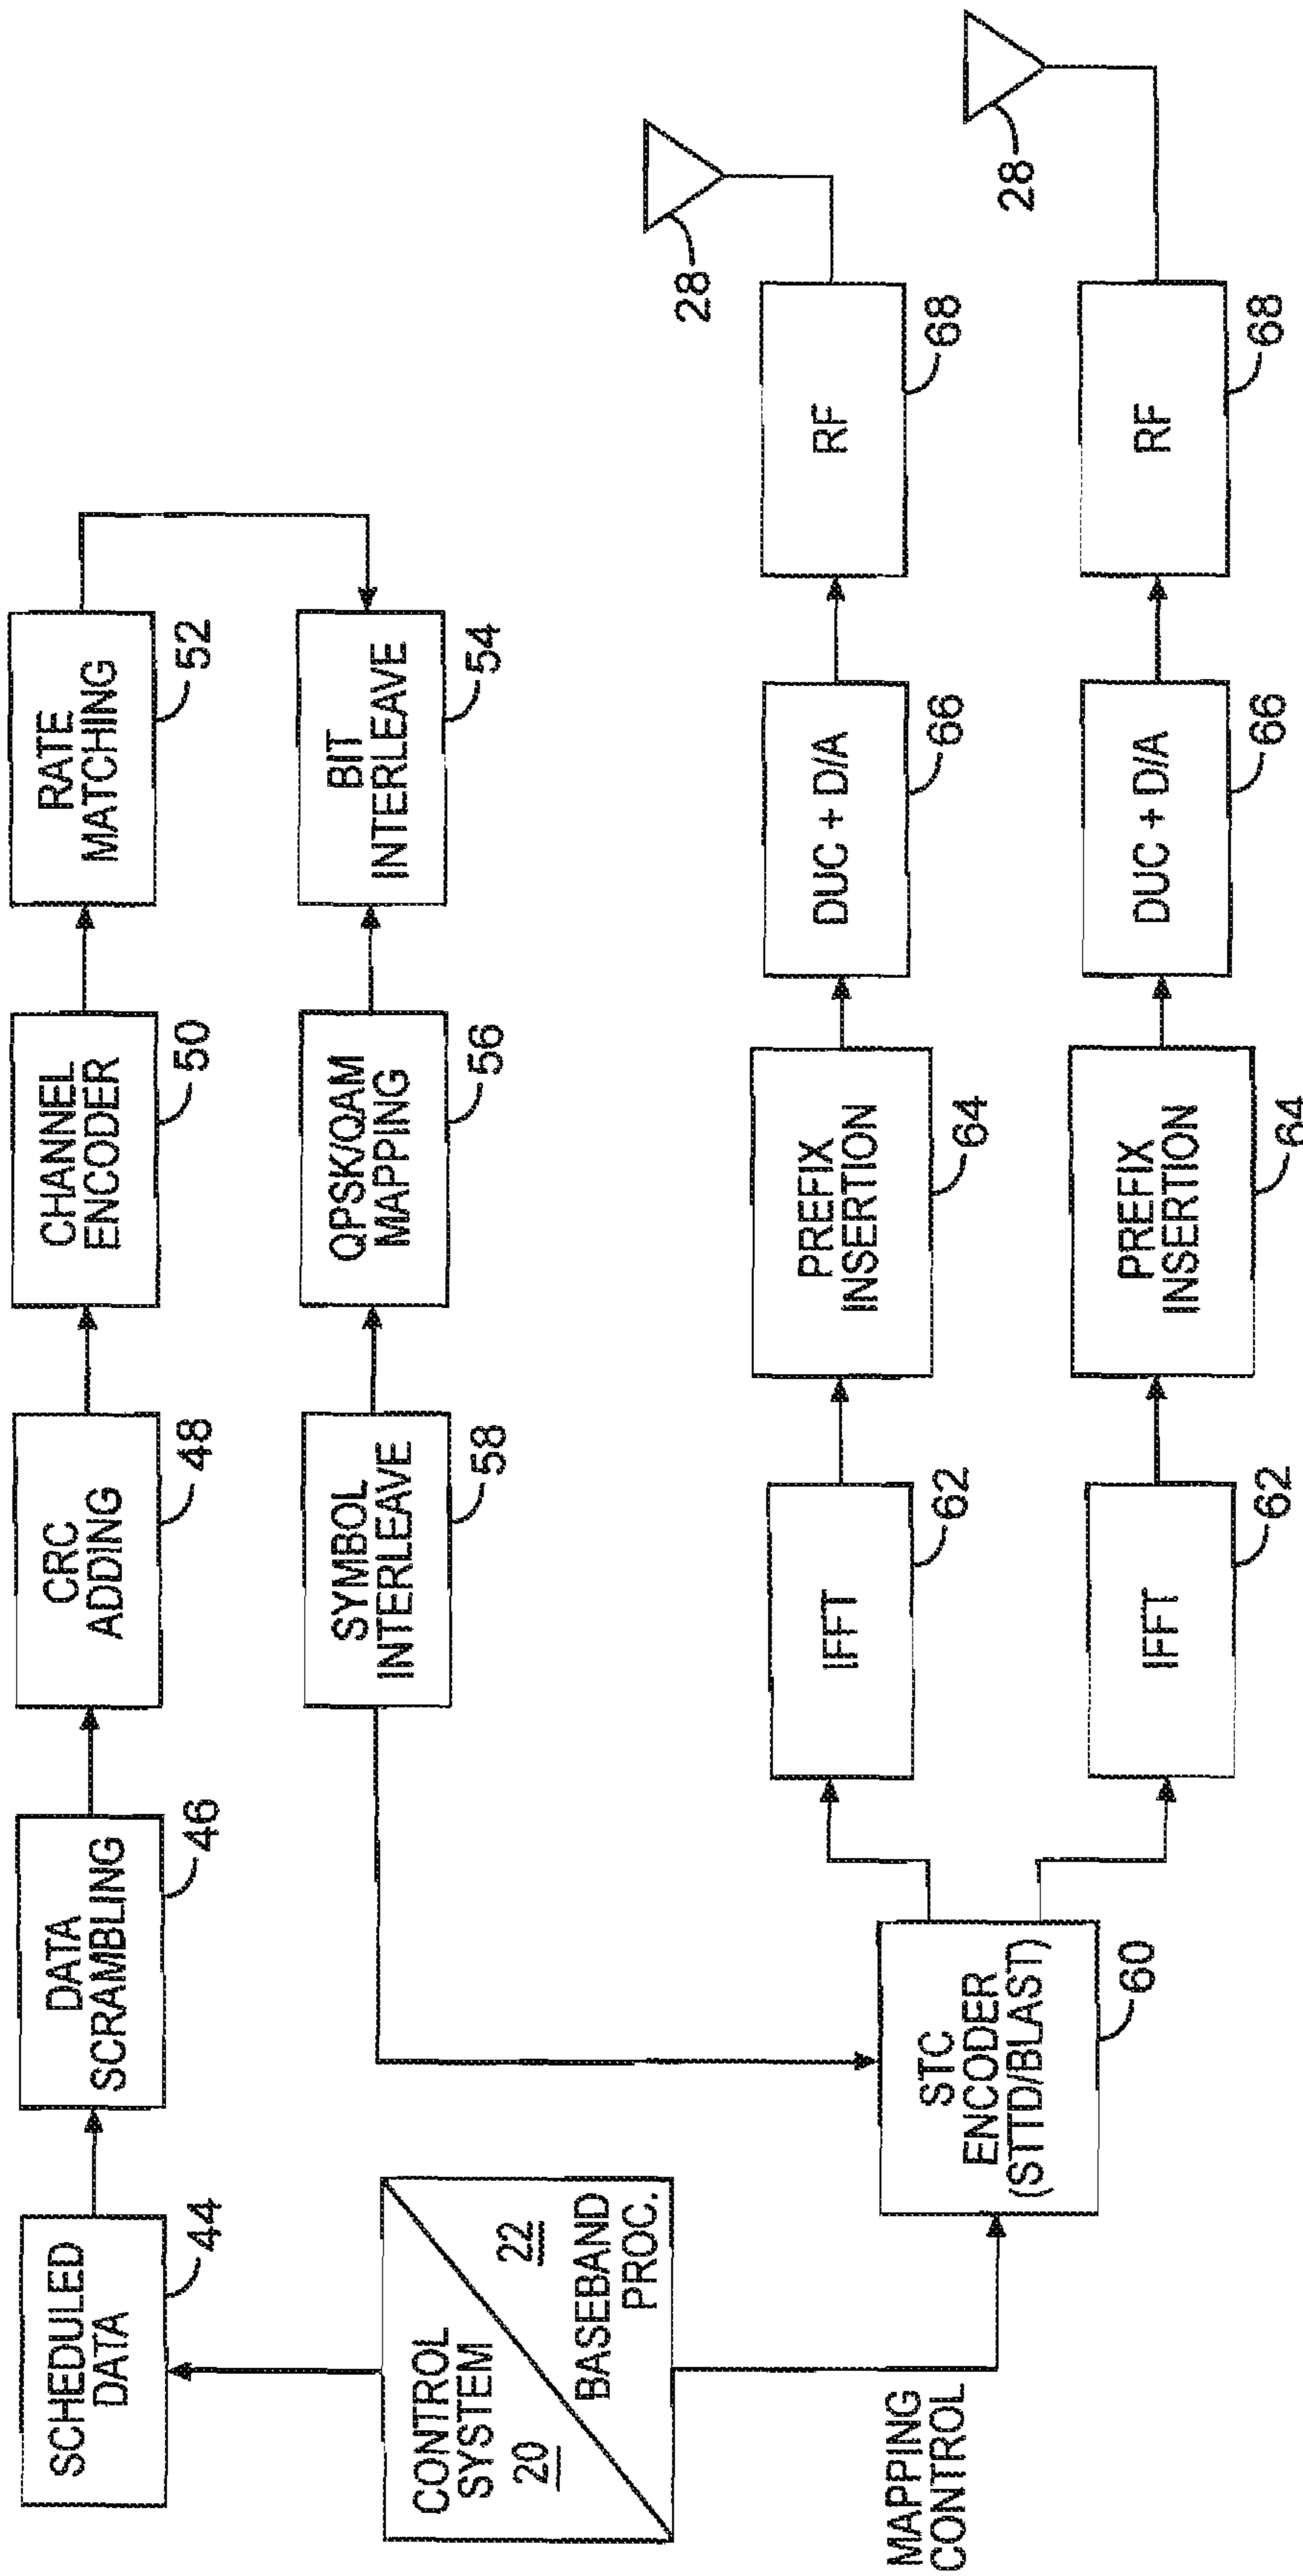 SCHEDULED
DATA
44
DATA
SCRAMBLING
46
CRC
ADDING
48
CHANNEL
ENCODER
50
RATE
MATCHING
52
CONTROL
SYSTEM
20
22
BASEBAND
PROC.
SYMBOL
INTERLEAVE
58
QPSK/QAM
MAPPING
56
BIT
INTERLEAVE
54
MAPPING
CONTROL
STC
ENCODER
(STTD/BLAST)
60
IFFT
62
PREFIX
INSERTION
64
DUC + D/A
66
RF
68
28
IFFT
62
PREFIX
INSERTION
64
DUC + D/A
66
RF
68
28